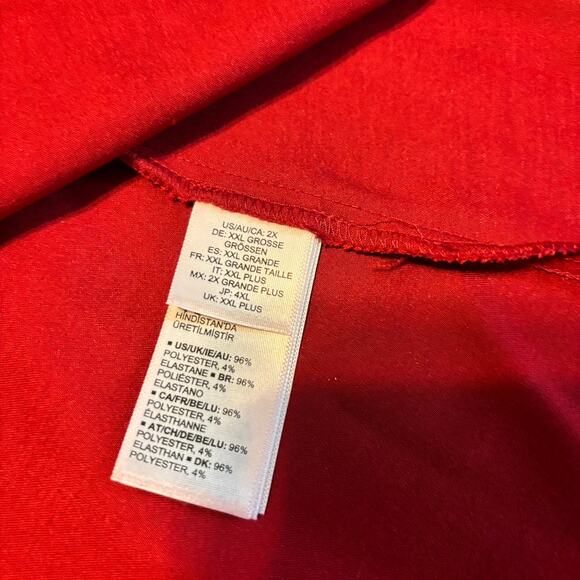 US/AU/CA: 2X
DE: XXL GROSSE
GRÖSSEN
ES: XXL GRANDE
FR: XXL GRANDE TAILLE
IT: XXL PLUS
MX: 2X GRANDE PLUS
JP: 4XL
UK: XXL PLUS
HİNDİSTAN'DA
ÜRETİLMİŞTİR
■ US/UK/IE/AU: 96%
POLYESTER, 4%
ELASTANE ■ BR: 96%
POLIÉSTER, 4%
ELASTANO
■ CA/FR/BE/LU: 96%
POLYESTER, 4%
ÉLASTHANNE
■ AT/CH/DE/BE/LU: 96%
POLYESTER, 4%
ELASTHAN ■ DK: 96%
POLYESTER, 4%